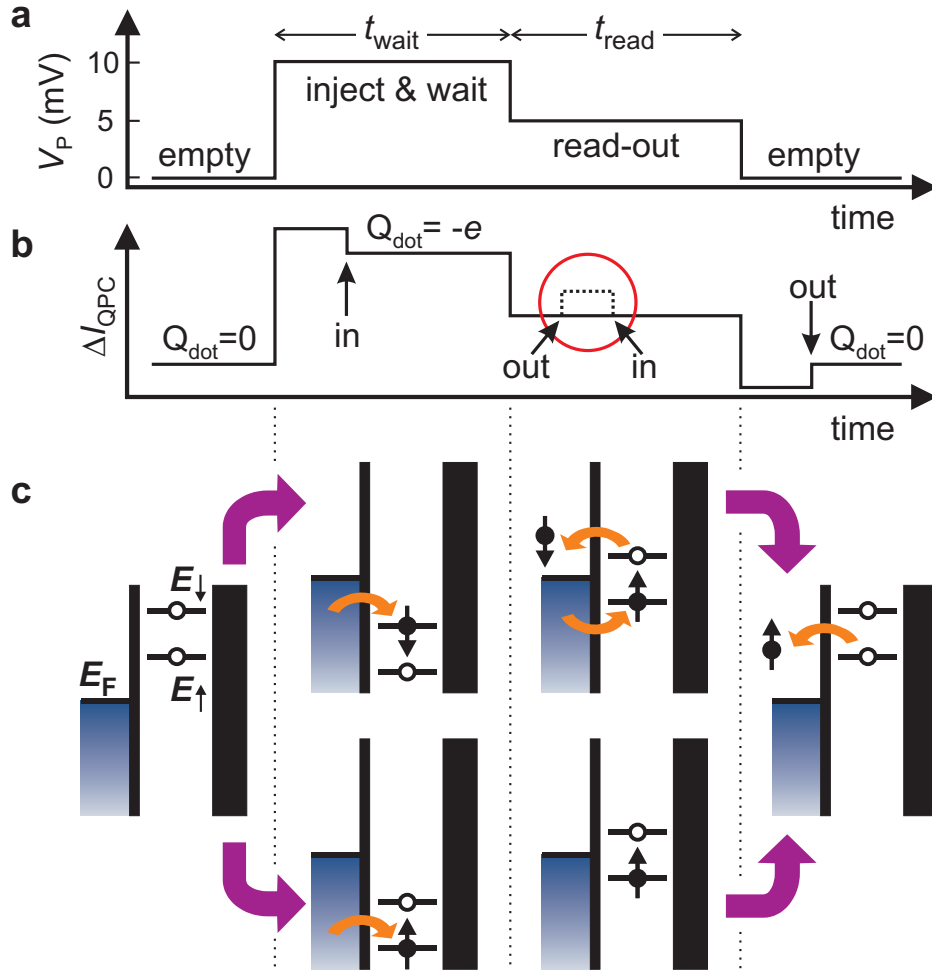 a
t_wait
t_read
V_P (mV)
10
5
0
empty
inject & wait
read-out
empty
time
b
ΔI_QPC
Q_dot=0
in
Q_dot= -e
out
in
out
Q_dot=0
time
c
E↓
E_F
E↑